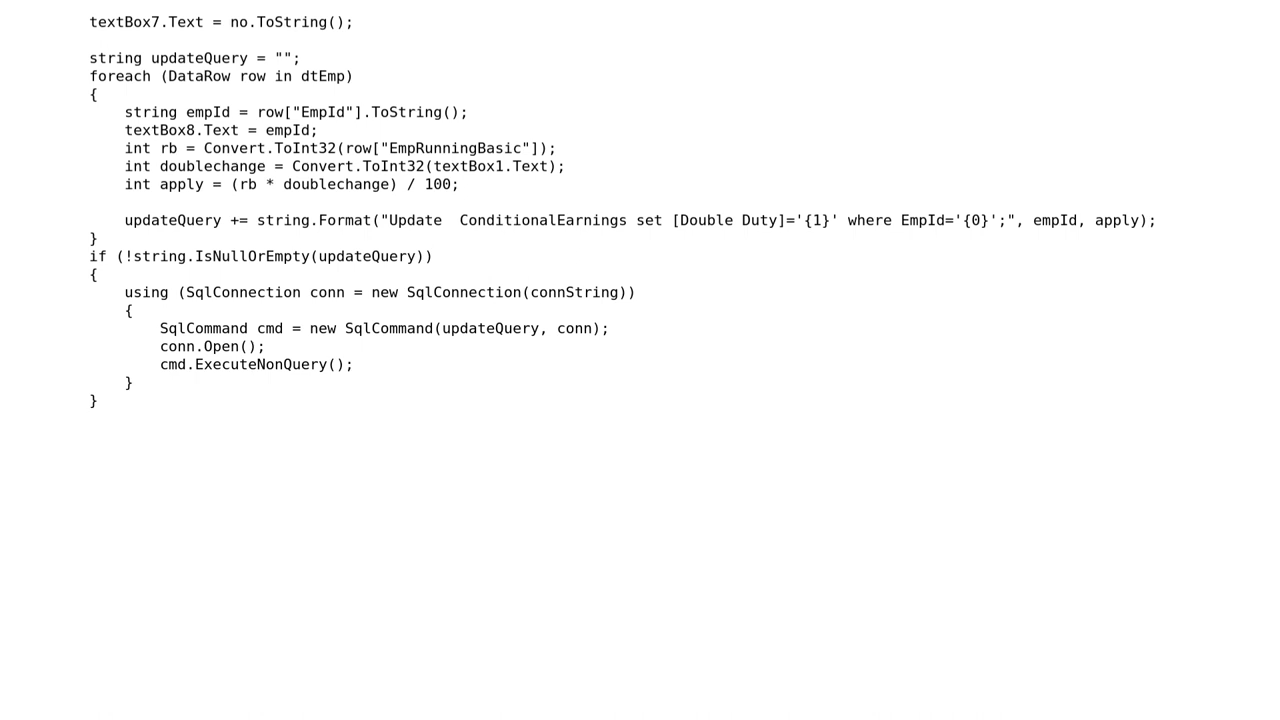 textBox7.Text = no.ToString();
string updateQuery = "";
foreach (DataRow row in dtEmp)
{
string empId = row["EmpId"].ToString();
textBox8.Text = empId;
int rb = Convert.ToInt32(row["EmpRunningBasic"]);
int doublechange = Convert.ToInt32(textBox1.Text);
int apply = (rb * doublechange) / 100;
updateQuery += string.Format("Update  ConditionalEarnings set [Double Duty]='{1}' where EmpId='{0}';", empId, apply);
}
if (!string.IsNullOrEmpty(updateQuery))
{
using (SqlConnection conn = new SqlConnection(connString))
{
SqlCommand cmd = new SqlCommand(updateQuery, conn);
conn.Open();
cmd.ExecuteNonQuery();
}
}